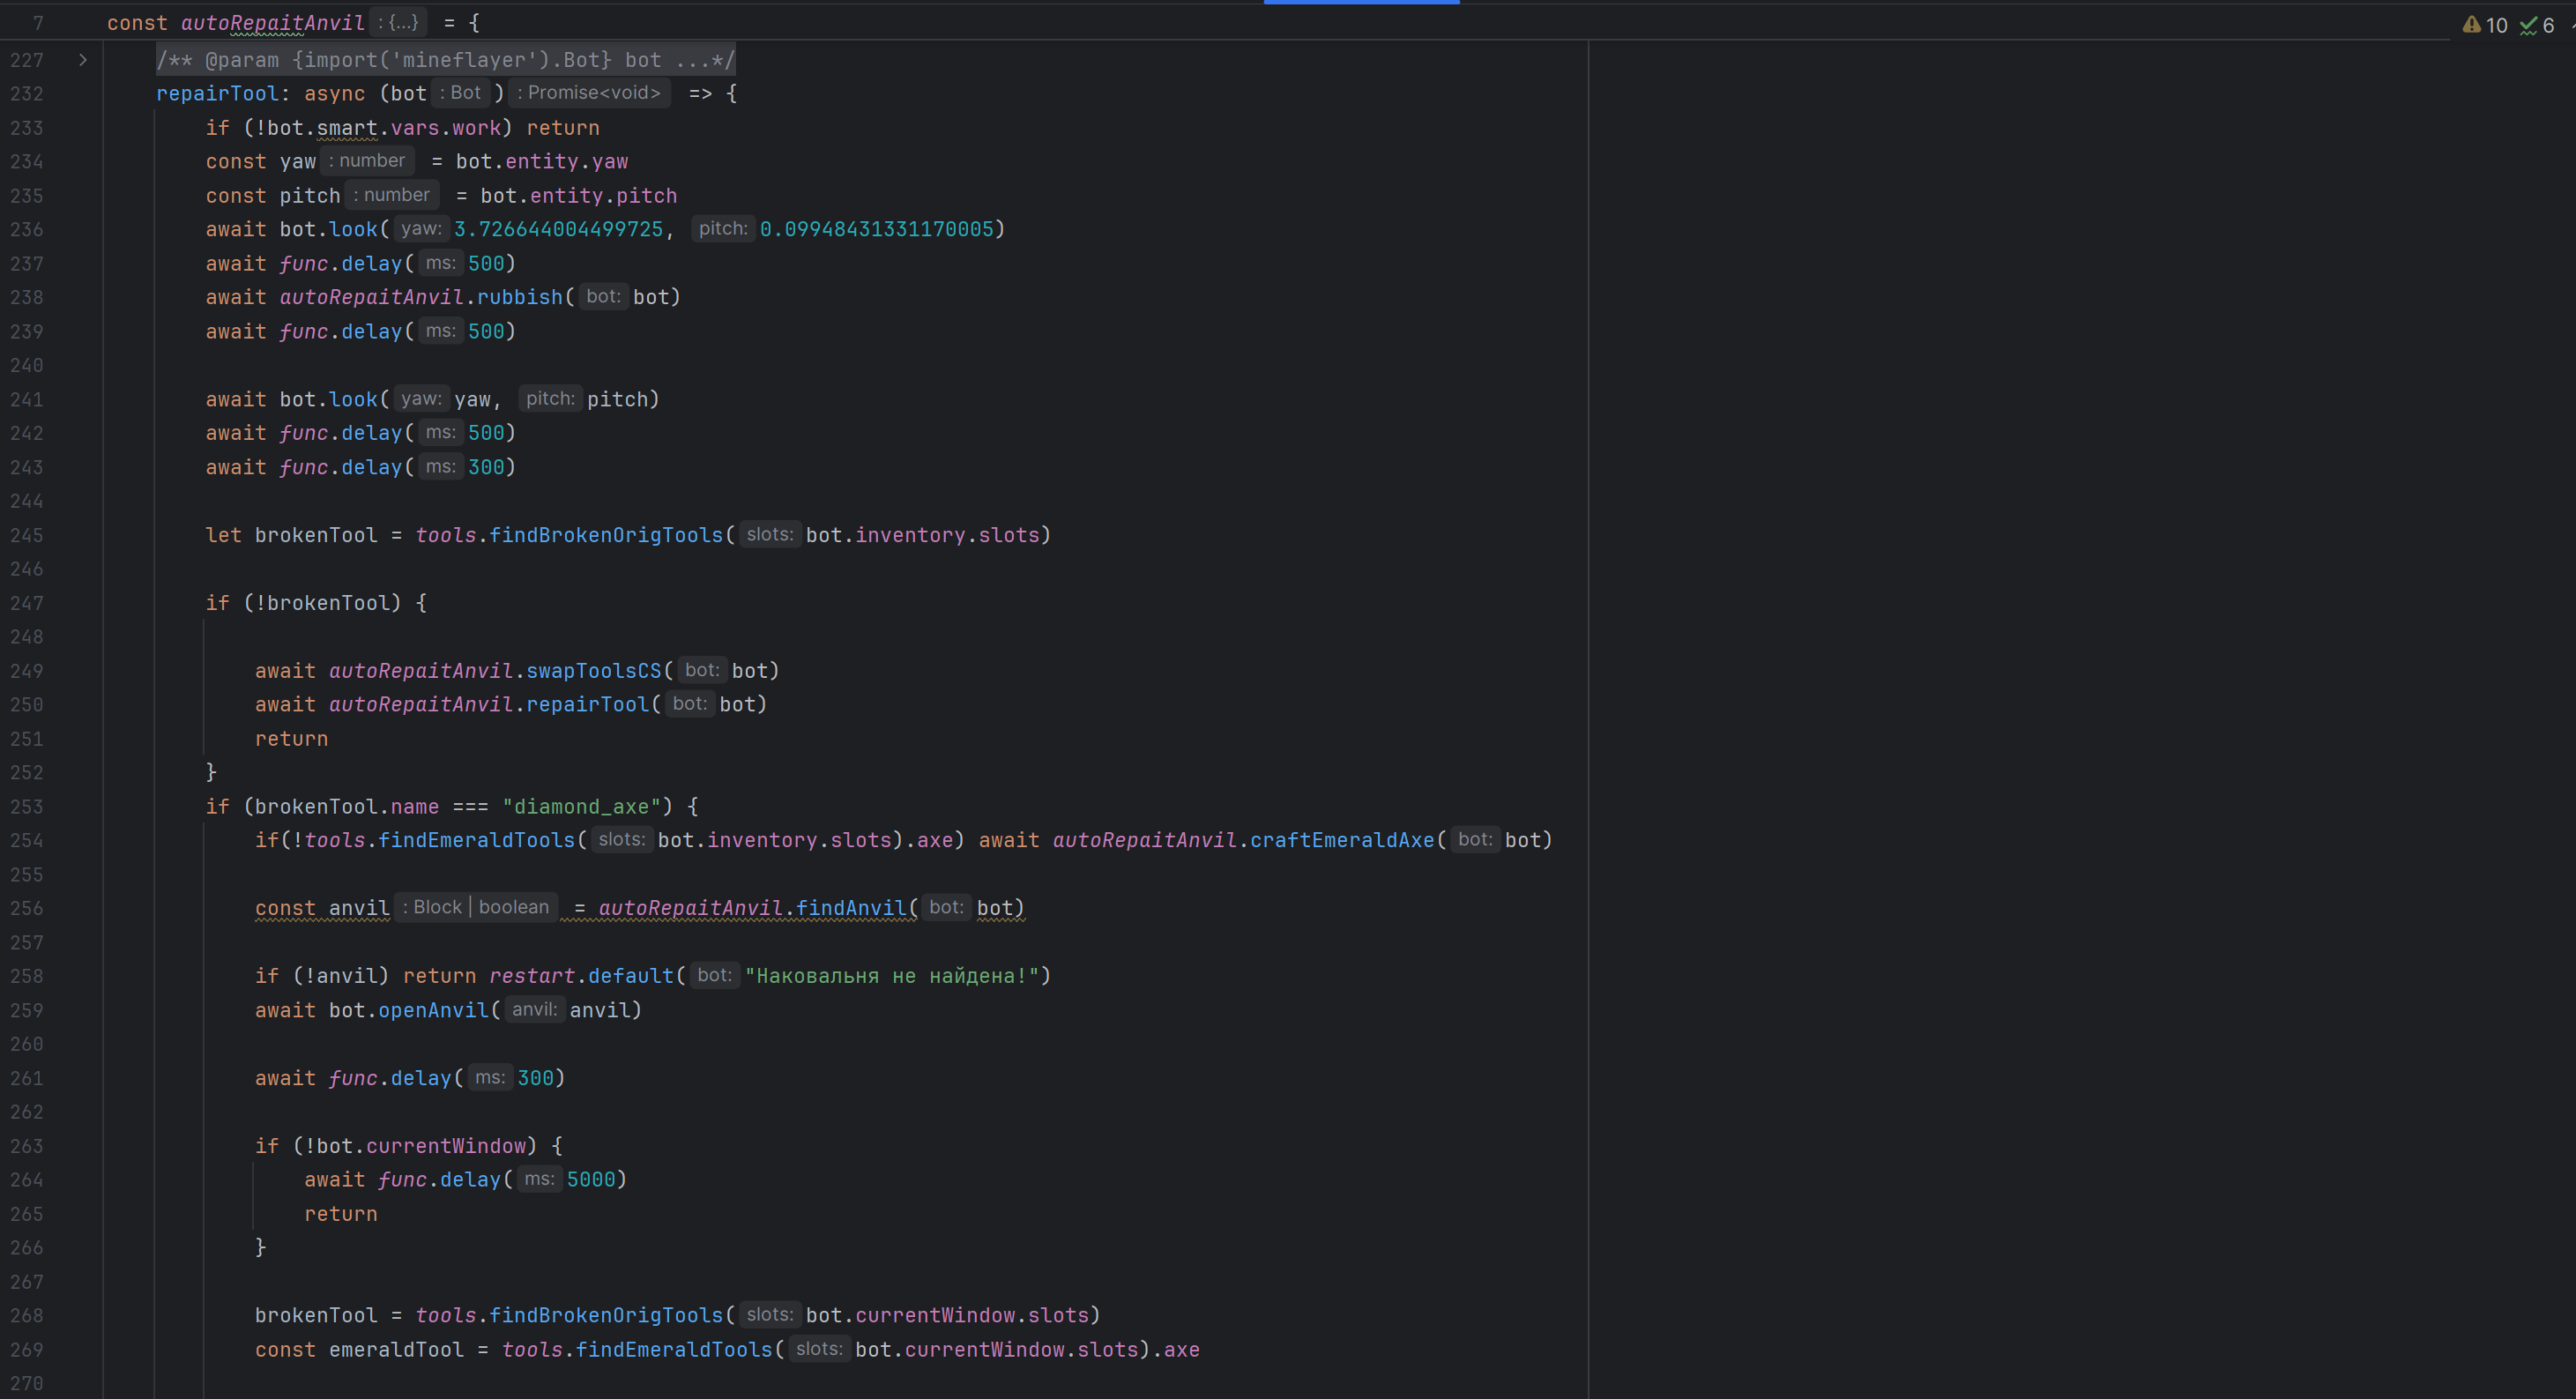 7 const autoRepaitAnvil : {...} = {
10 6
227 /** @param {import('mineflayer').Bot} bot ...*/
232 repairTool: async (bot : Bot ) : Promise<void> => {
233 if (!bot.smart.vars.work) return
234 const yaw : number = bot.entity.yaw
235 const pitch : number = bot.entity.pitch
236 await bot.look( yaw: 3.726644004499725, pitch: 0.09948431331170005)
237 await func.delay( ms: 500)
238 await autoRepaitAnvil.rubbish( bot: bot)
239 await func.delay( ms: 500)
240
241 await bot.look( yaw: yaw, pitch: pitch)
242 await func.delay( ms: 500)
243 await func.delay( ms: 300)
244
245 let brokenTool = tools.findBrokenOrigTools( slots: bot.inventory.slots)
246
247 if (!brokenTool) {
248
249 await autoRepaitAnvil.swapToolsCS( bot: bot)
250 await autoRepaitAnvil.repairTool( bot: bot)
251 return
252 }
253 if (brokenTool.name === "diamond_axe") {
254 if(!tools.findEmeraldTools( slots: bot.inventory.slots).axe) await autoRepaitAnvil.craftEmeraldAxe( bot: bot)
255
256 const anvil : Block | boolean = autoRepaitAnvil.findAnvil( bot: bot)
257
258 if (!anvil) return restart.default( bot: "Наковальня не найдена!")
259 await bot.openAnvil( anvil: anvil)
260
261 await func.delay( ms: 300)
262
263 if (!bot.currentWindow) {
264 await func.delay( ms: 5000)
265 return
266 }
267
268 brokenTool = tools.findBrokenOrigTools( slots: bot.currentWindow.slots)
269 const emeraldTool = tools.findEmeraldTools( slots: bot.currentWindow.slots).axe
270